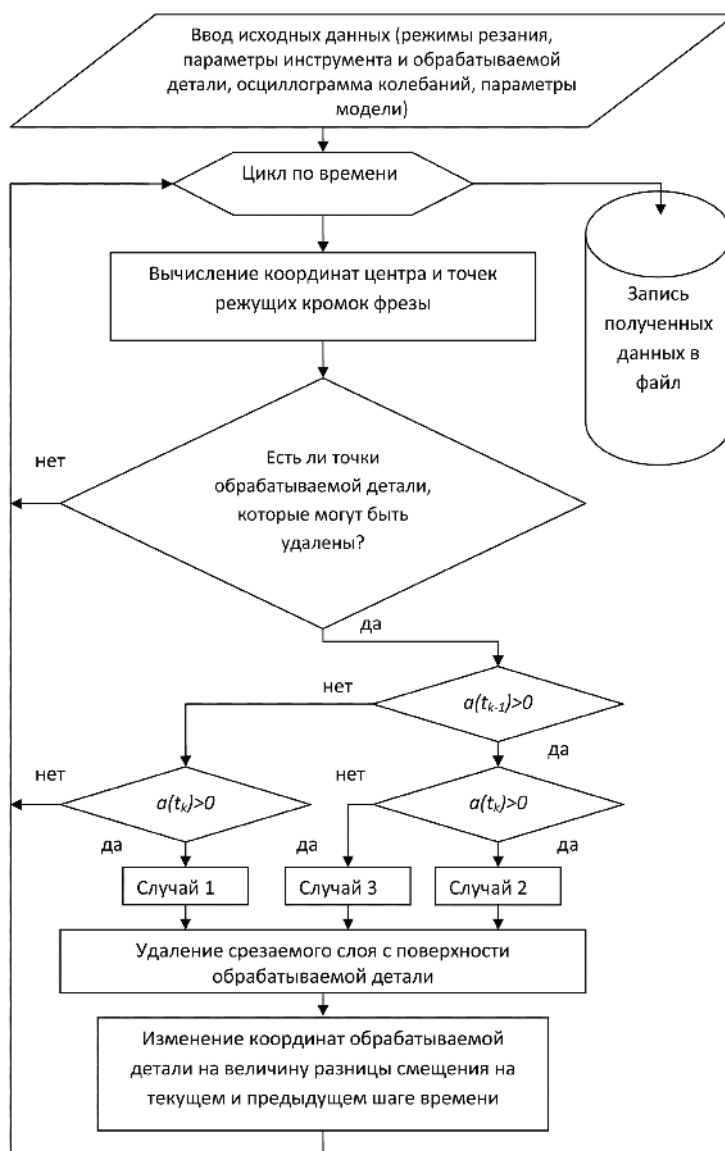 Ввод исходных данных (режимы резания,
параметры инструмента и обрабатываемой
детали, осциллограмма колебаний, параметры
модели)
Цикл по времени
Вычисление координат центра и точек
режущих кромок фрезы
Запись
полученных
данных в
файл
нет
Есть ли точки
обрабатываемой детали,
которые могут быть
удалены?
да
нет
a(tk-1)>0
да
нет
a(tk)>0
нет
a(tk)>0
да
да
да
Случай 1
Случай 3
Случай 2
Удаление срезаемого слоя с поверхности
обрабатываемой детали
Изменение координат обрабатываемой
детали на величину разницы смещения на
текущем и предыдущем шаге времени